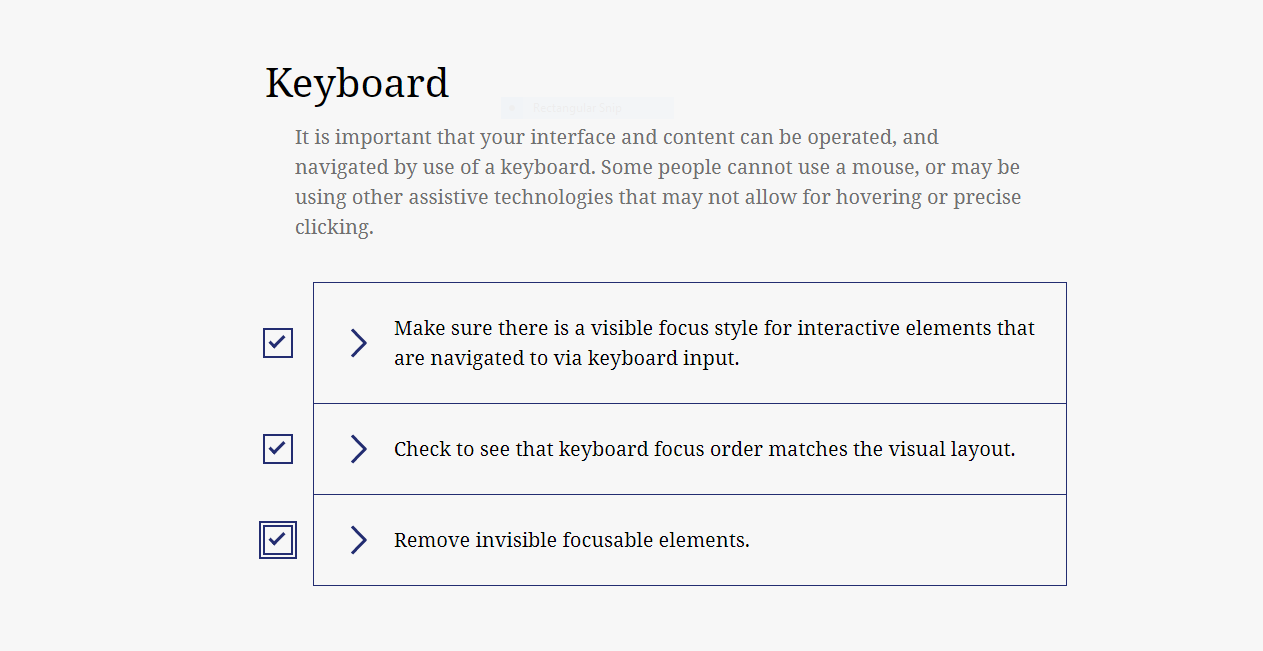 Keyboard
Rectangular Snip
It is important that your interface and content can be operated, and
navigated by use of a keyboard. Some people cannot use a mouse, or may be
using other assistive technologies that may not allow for hovering or precise
clicking.
Make sure there is a visible focus style for interactive elements that
are navigated to via keyboard input.
Check to see that keyboard focus order matches the visual layout.
Remove invisible focusable elements.